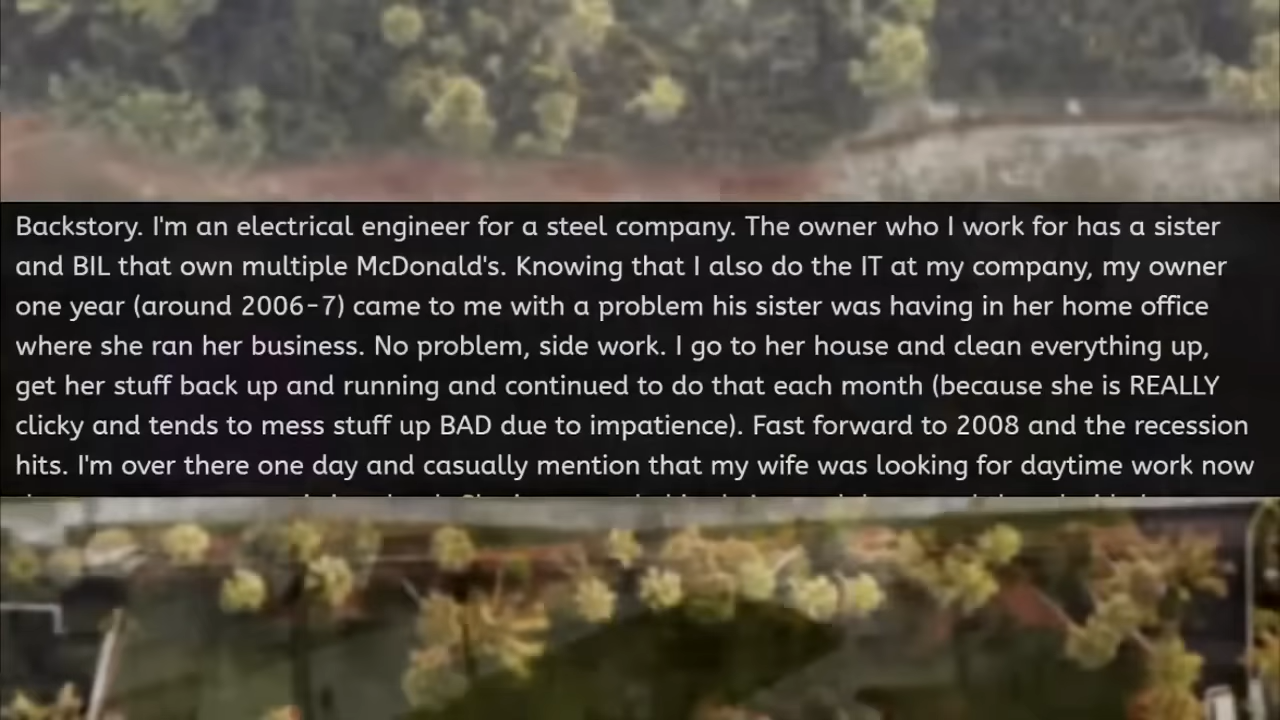 Backstory. I'm an electrical engineer for a steel company. The owner who I work for has a sister
and BIL that own multiple McDonald's. Knowing that I also do the IT at my company, my owner
one year (around 2006-7) came to me with a problem his sister was having in her home office
where she ran her business. No problem, side work. I go to her house and clean everything up,
get her stuff back up and running and continued to do that each month (because she is REALLY
clicky and tends to mess stuff up BAD due to impatience). Fast forward to 2008 and the recession
hits. I'm over there one day and casually mention that my wife was looking for daytime work now